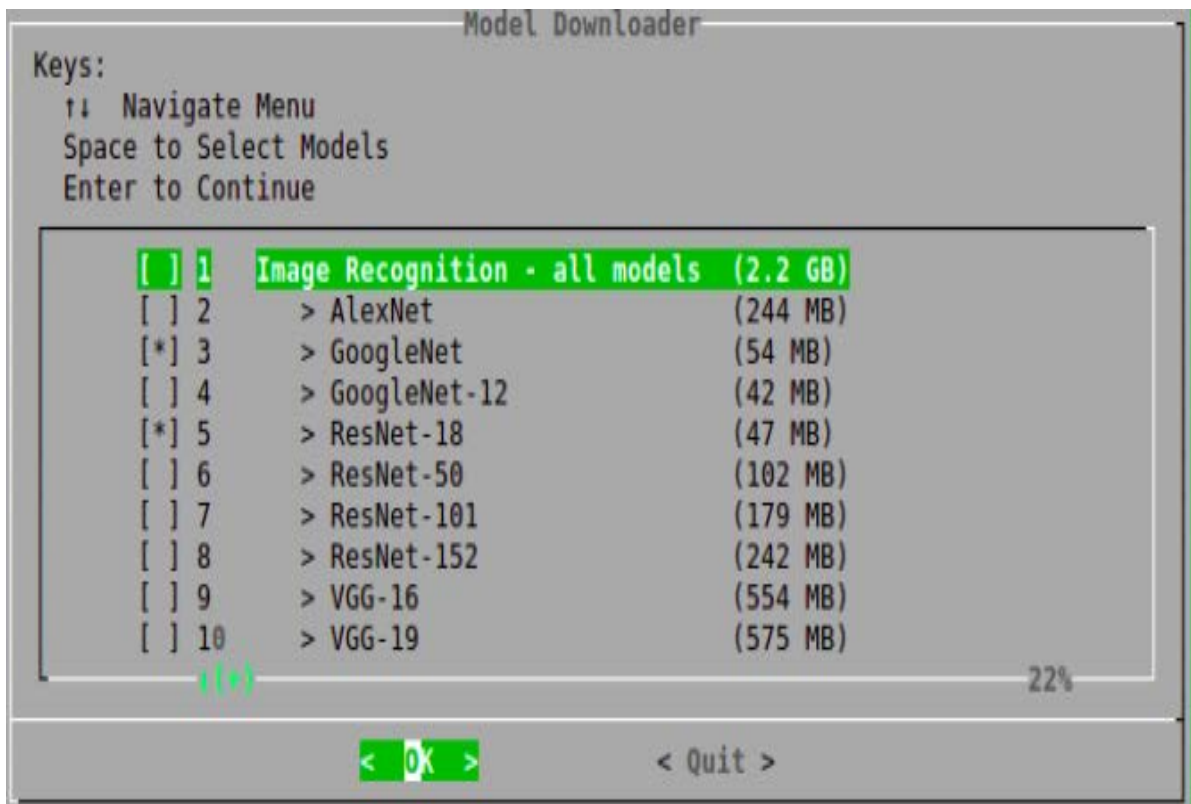 Model Downloader
Keys:
↑↓ Navigate Menu
Space to Select Models
Enter to Continue
[ ] 1 Image Recognition - all models (2.2 GB)
[ ] 2 > AlexNet (244 MB)
[*] 3 > GoogleNet (54 MB)
[ ] 4 > GoogleNet-12 (42 MB)
[*] 5 > ResNet-18 (47 MB)
[ ] 6 > ResNet-50 (102 MB)
[ ] 7 > ResNet-101 (179 MB)
[ ] 8 > ResNet-152 (242 MB)
[ ] 9 > VGG-16 (554 MB)
[ ] 10 > VGG-19 (575 MB)
↓(+) 22%
< OK > < Quit >